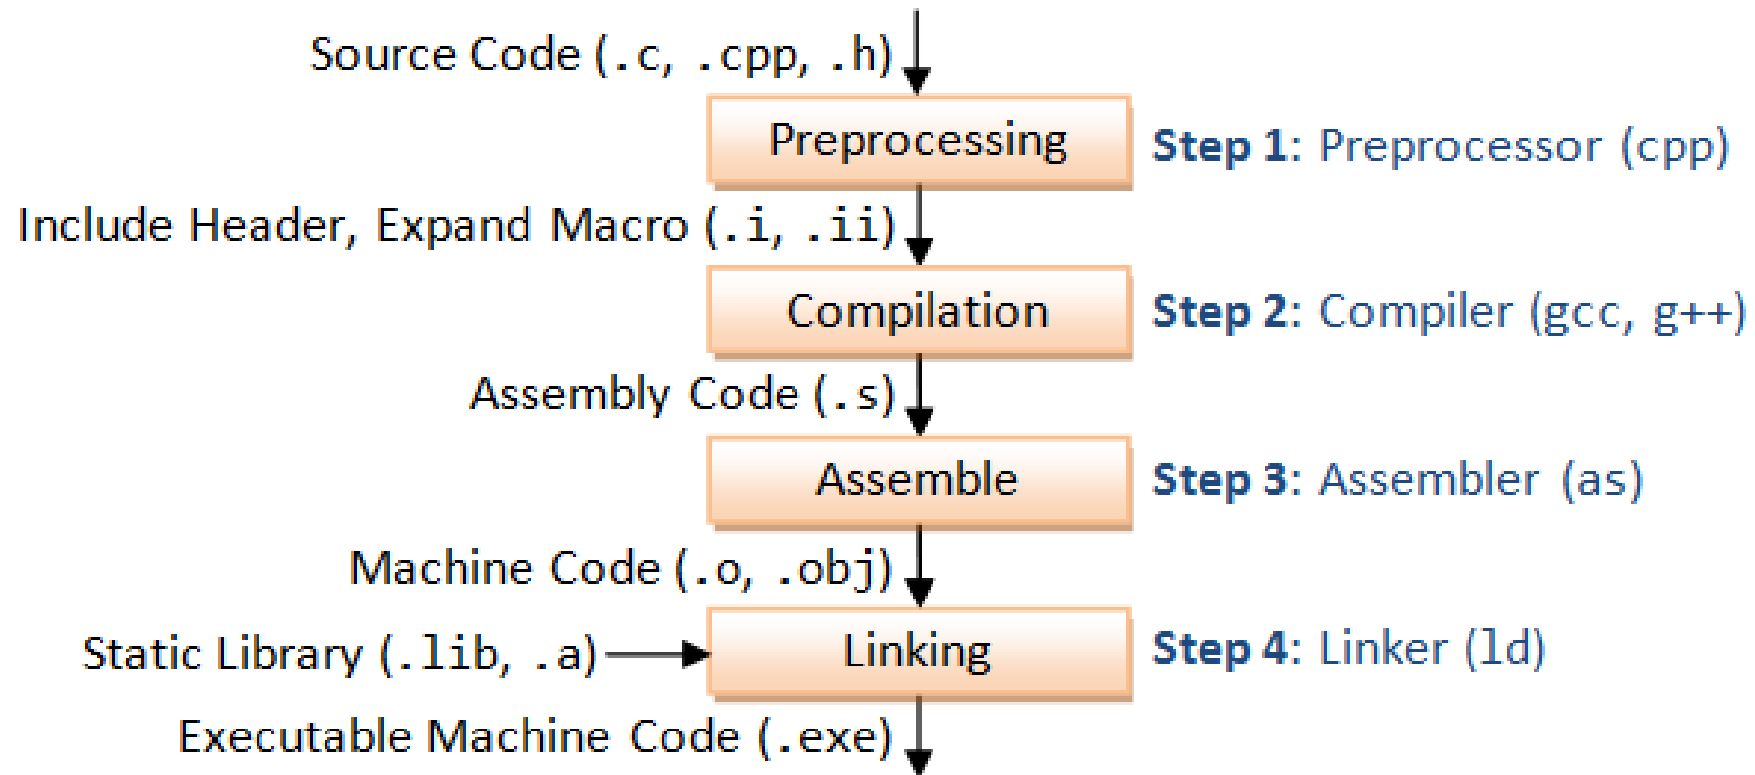 Source Code (.c, .cpp, .h)
Preprocessing
Step 1: Preprocessor (cpp)
Include Header, Expand Macro (.i, .ii)
Compilation
Step 2: Compiler (gcc, g++)
Assembly Code (.s)
Assemble
Step 3: Assembler (as)
Machine Code (.o, .obj)
Static Library (.lib, .a)
Linking
Step 4: Linker (ld)
Executable Machine Code (.exe)